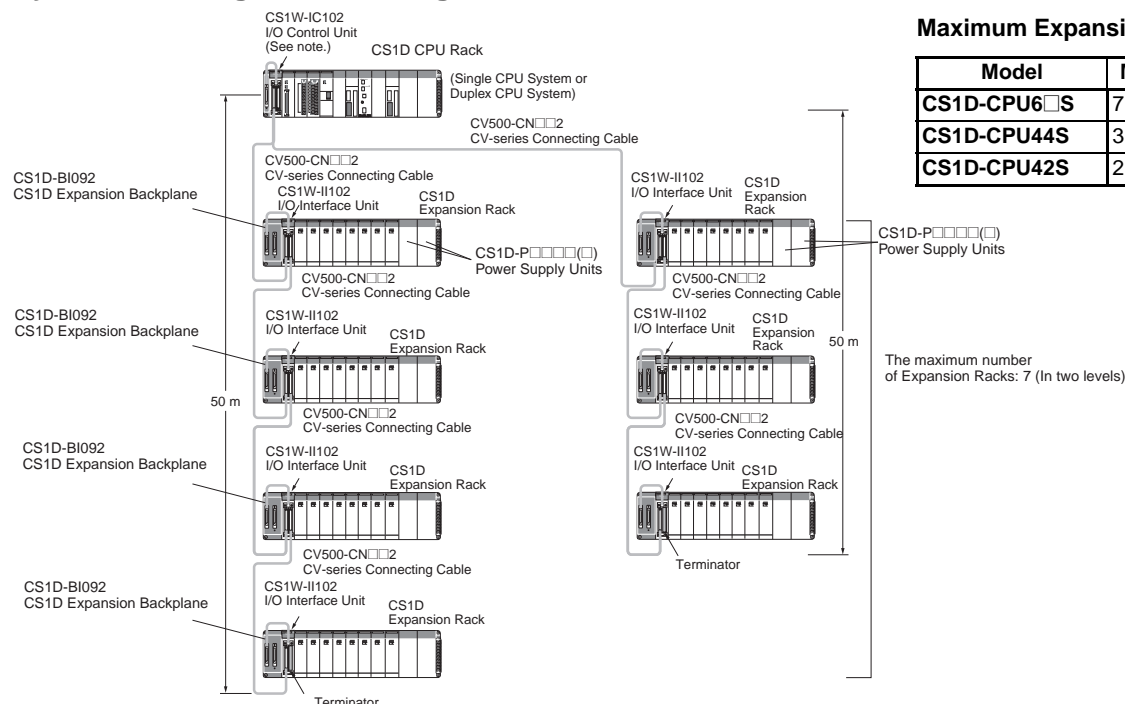 CS1W-IC102
I/O Control Unit
(See note.)
CS1D CPU Rack
(Single CPU System or
Duplex CPU System)
CV500-CN□□2
CV-series Connecting Cable
CV500-CN□□2
CV-series Connecting Cable
CS1D-BI092
CS1D Expansion Backplane
CS1W-II102
I/O Interface Unit
CS1D
Expansion Rack
CS1D-P□□□□(□)
Power Supply Units
CV500-CN□□2
CV-series Connecting Cable
CS1D-BI092
CS1D Expansion Backplane
CS1W-II102
I/O Interface Unit
CS1D
Expansion Rack
50 m
CV500-CN□□2
CV-series Connecting Cable
CS1D-BI092
CS1D Expansion Backplane
CS1W-II102
I/O Interface Unit
CS1D
Expansion Rack
CV500-CN□□2
CV-series Connecting Cable
CS1D-BI092
CS1D Expansion Backplane
CS1W-II102
I/O Interface Unit
CS1D
Expansion Rack
Terminator
CS1W-II102
I/O Interface Unit
CS1D
Expansion
Rack
CS1D-P□□□□(□)
Power Supply Units
CV500-CN□□2
CV-series Connecting Cable
CS1W-II102
I/O Interface Unit
CS1D
Expansion
Rack
50 m
The maximum number
of Expansion Racks: 7 (In two levels)
CV500-CN□□2
CV-series Connecting Cable
CS1W-II102
I/O Interface Unit
CS1D
Expansion Rack
Terminator
Maximum Expansi
Model
CS1D-CPU6□S 7
CS1D-CPU44S 3
CS1D-CPU42S 2